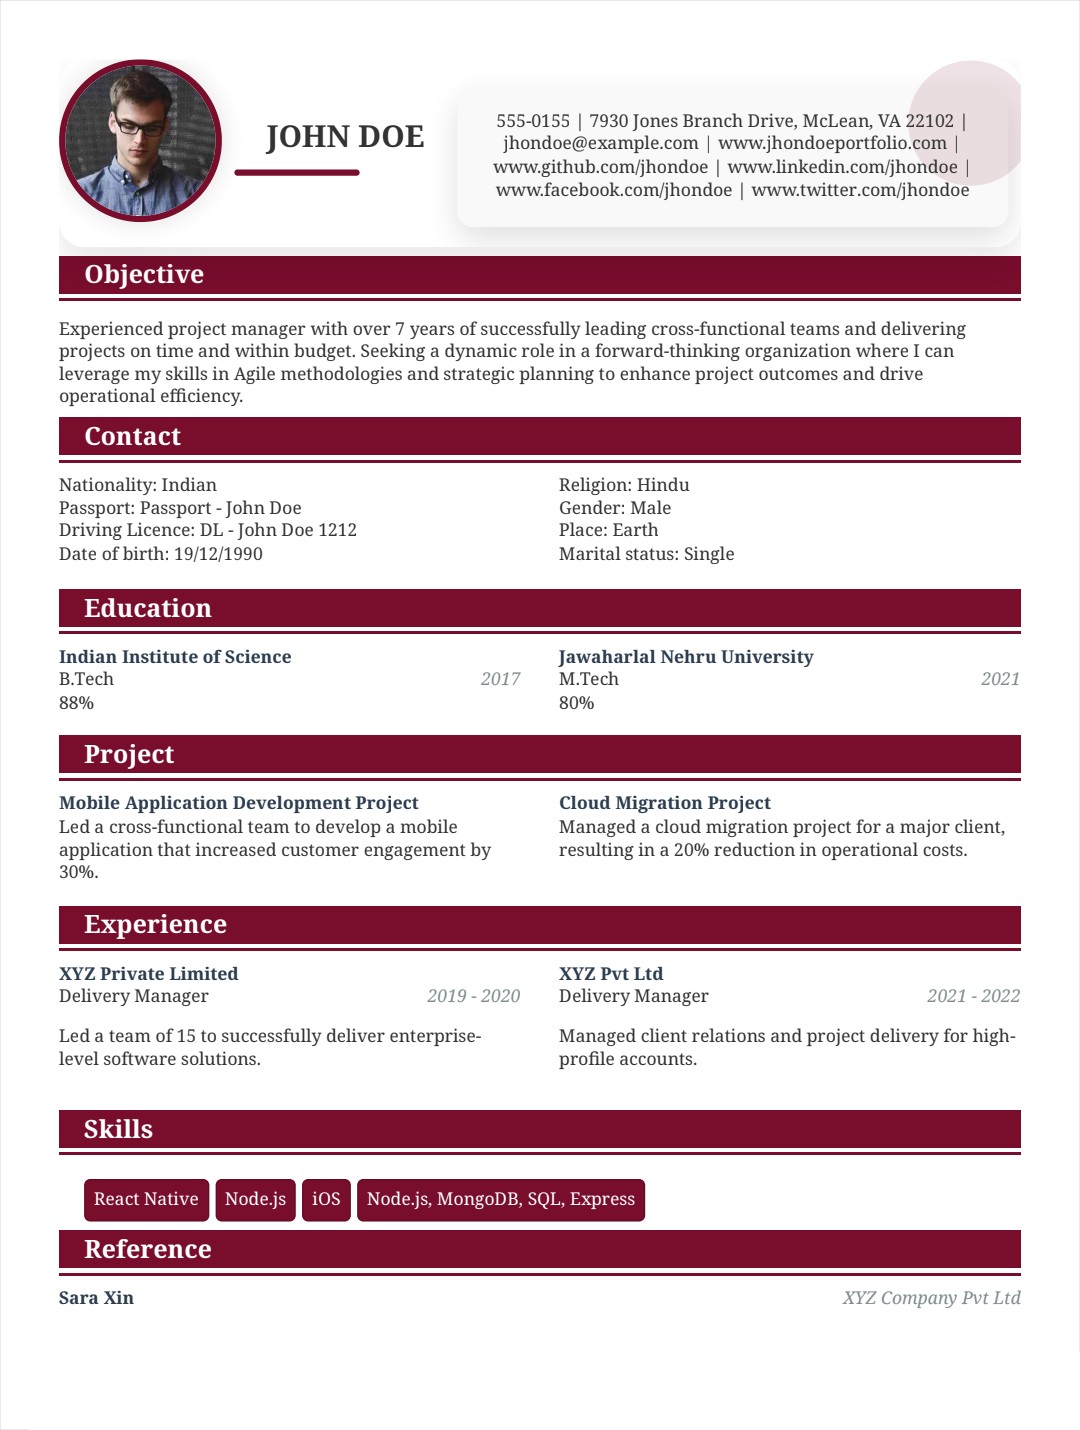 JOHN DOE
555-0155 | 7930 Jones Branch Drive, McLean, VA 22102 |
jhondoe@example.com | www.jhondoeportfolio.com |
www.github.com/jhondoe | www.linkedin.com/jhondoe |
www.facebook.com/jhondoe | www.twitter.com/jhondoe
Objective
Experienced project manager with over 7 years of successfully leading cross-functional teams and delivering
projects on time and within budget. Seeking a dynamic role in a forward-thinking organization where I can
leverage my skills in Agile methodologies and strategic planning to enhance project outcomes and drive
operational efficiency.
Contact
Nationality: Indian
Passport: Passport - John Doe
Driving Licence: DL - John Doe 1212
Date of birth: 19/12/1990
Religion: Hindu
Gender: Male
Place: Earth
Marital status: Single
Education
Indian Institute of Science
B.Tech 2017
88%
Jawaharlal Nehru University
M.Tech 2021
80%
Project
Mobile Application Development Project
Led a cross-functional team to develop a mobile
application that increased customer engagement by
30%.
Cloud Migration Project
Managed a cloud migration project for a major client,
resulting in a 20% reduction in operational costs.
Experience
XYZ Private Limited
Delivery Manager 2019 - 2020
Led a team of 15 to successfully deliver enterprise-
level software solutions.
XYZ Pvt Ltd
Delivery Manager 2021 - 2022
Managed client relations and project delivery for high-
profile accounts.
Skills
React Native Node.js iOS Node.js, MongoDB, SQL, Express
Reference
Sara Xin XYZ Company Pvt Ltd